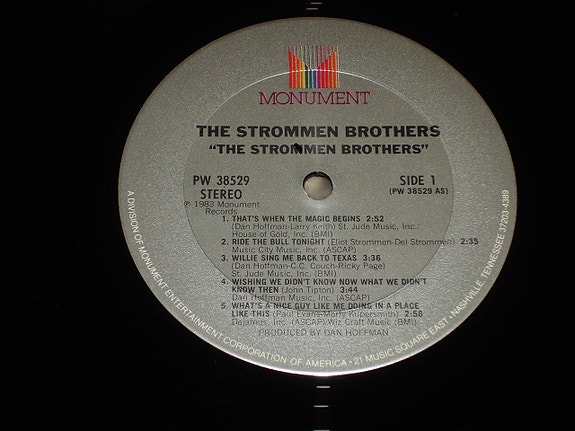 MONUMENT
THE STROMMEN BROTHERS
"THE STROMMEN BROTHERS"
PW 38529
STEREO
℗ 1983 Monument
Records
SIDE 1
(PW 38529 AS)
1. THAT'S WHEN THE MAGIC BEGINS 2:52
(Dan Hoffman-Larry Keith) St. Jude Music, Inc.;
House of Gold, Inc. (BMI)
2. RIDE THE BULL TONIGHT (Eliot Strommen-Del Strommen) 2:35
Music City Music, Inc. (ASCAP)
3. WILLIE SING ME BACK TO TEXAS 3:36
(Dan Hoffman-C.C. Couch-Ricky Page)
St. Jude Music, Inc. (BMI)
4. WISHING WE DIDN'T KNOW NOW WHAT WE DIDN'T
KNOW THEN (John Tipton) 3:44
Dan Hoffman Music, Inc. (ASCAP)
5. WHAT'S A NICE GUY LIKE ME DOING IN A PLACE
LIKE THIS (Paul Evans-Marty Kupersmith) 2:58
Dajamus, Inc. (ASCAP)/Wiz Craft Music (BMI)
PRODUCED BY DAN HOFFMAN
A DIVISION OF MONUMENT ENTERTAINMENT CORPORATION OF AMERICA • 21 MUSIC SQUARE EAST • NASHVILLE, TENNESSEE 37203-4389